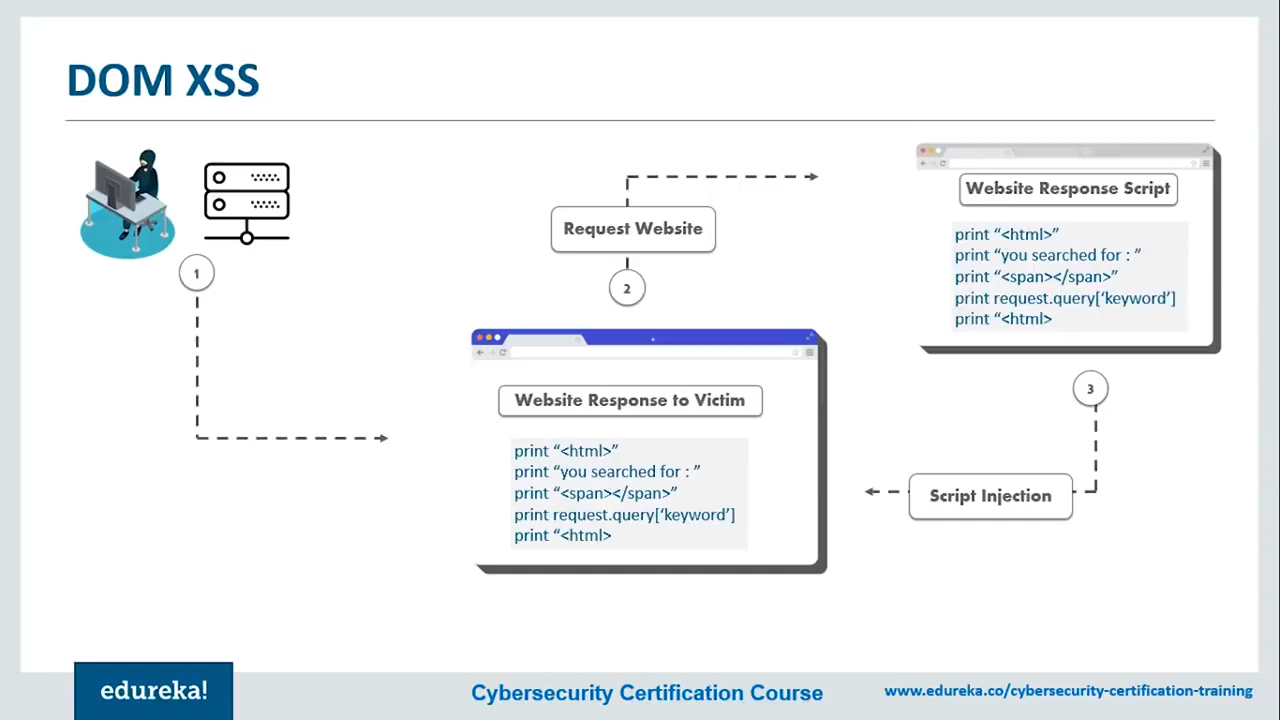 DOM XSS
1
Request Website
2
Website Response Script
print “<html>”
print “you searched for : ”
print “<span></span>”
print request.query[‘keyword’]
print “<html>
3
Script Injection
Website Response to Victim
print “<html>”
print “you searched for : ”
print “<span></span>”
print request.query[‘keyword’]
print “<html>
edureka!
Cybersecurity Certification Course
www.edureka.co/cybersecurity-certification-training